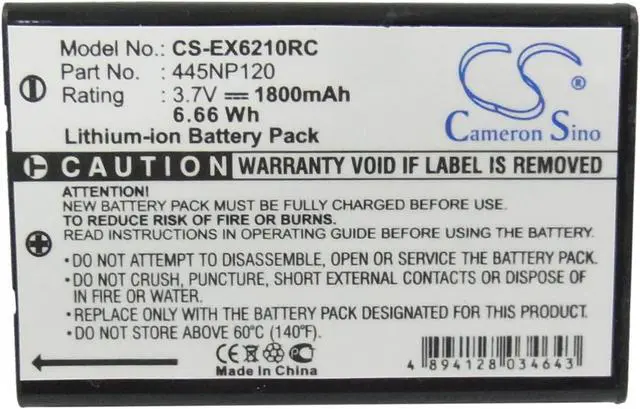 Model No.: CS-EX6210RC
Part No. : 445NP120
Rating : 3.7V 1800mAh
6.66 Wh
Lithium-ion Battery Pack
CS
®
Cameron Sino
CAUTION WARRANTY VOID IF LABEL IS REMOVED
ATTENTION!
NEW BATTERY PACK MUST BE FULLY CHARGED BEFORE USE.
TO REDUCE RISK OF FIRE OR BURNS
READ INSTRUCTIONS IN OPERATING GUIDE BEFORE INSTALLATION.
•DO NOT ATTEMPT TO DISASSEMBLE, OPEN OR SERVICE BATTERY PACK.
•DO NOT CRUSH, PUNCTURE, SHORT EXTERNAL CONTACTS OR DISPOSE OF
IN FIRE OR WATER.
•REPLACE ONLY WITH THE BATTERY PACK DESIGNATED FOR YOUR PRODUCT.
•DO NOT STORE ABOVE 60°C (140°F).
CE RoHS
Made in China
4 894128 034643